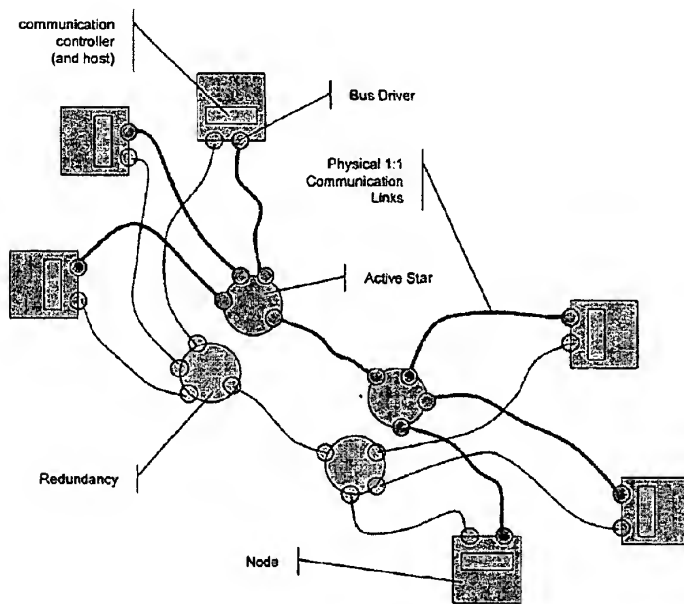 communication
controller
(and host)
Bus Driver
Physical 1:1
Communication
Links
Active Star
Redundancy
Node